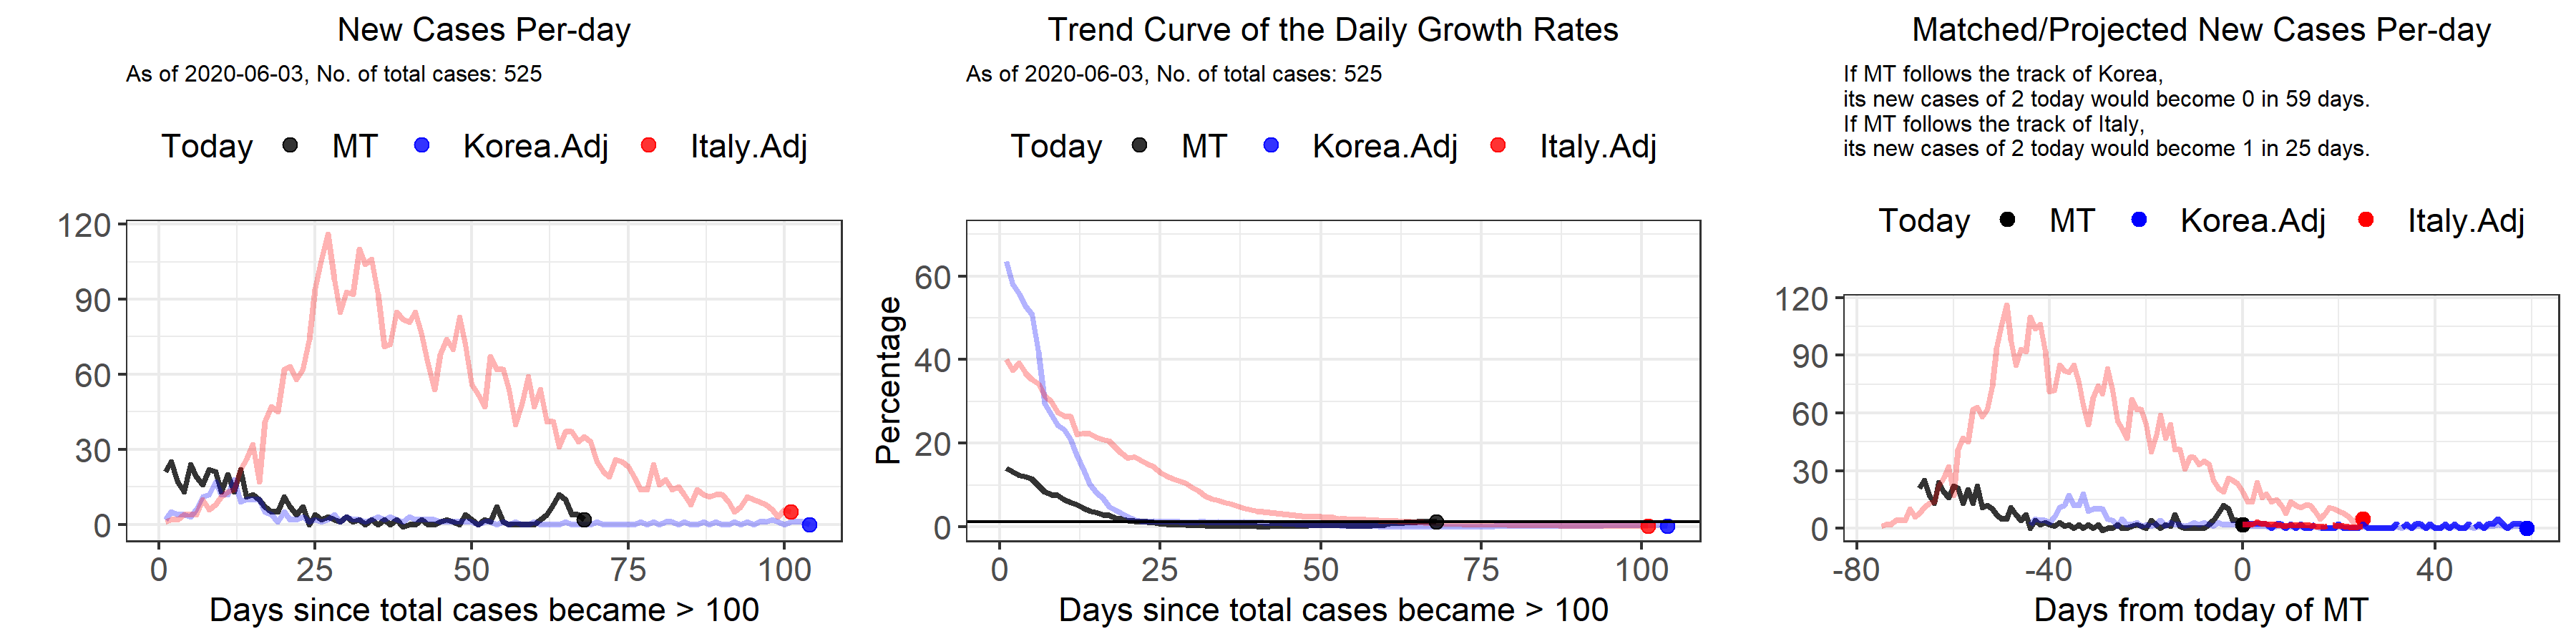 New Cases Per-day
As of 2020-06-03, No. of total cases: 525
Today MT Korea.Adj Italy.Adj
120
90
60
30
0
0 25 50 75 100
Days since total cases became > 100
Trend Curve of the Daily Growth Rates
As of 2020-06-03, No. of total cases: 525
Today MT Korea.Adj Italy.Adj
Percentage
60
40
20
0
0 25 50 75 100
Days since total cases became > 100
Matched/Projected New Cases Per-day
If MT follows the track of Korea,
its new cases of 2 today would become 0 in 59 days.
If MT follows the track of Italy,
its new cases of 2 today would become 1 in 25 days.
Today MT Korea.Adj Italy.Adj
120
90
60
30
0
-80 -40 0 40
Days from today of MT